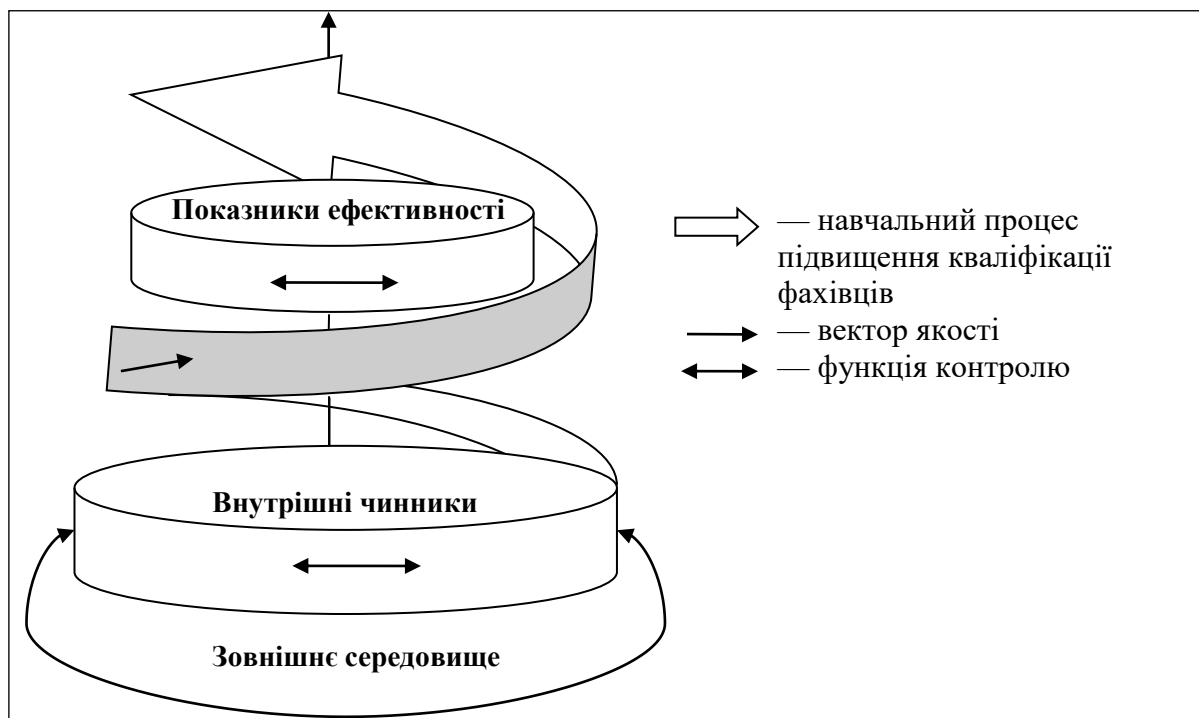 Показники ефективності
— навчальний процес
підвищення кваліфікації
фахівців
— вектор якості
— функція контролю
Внутрішні чинники
Зовнішнє середовище